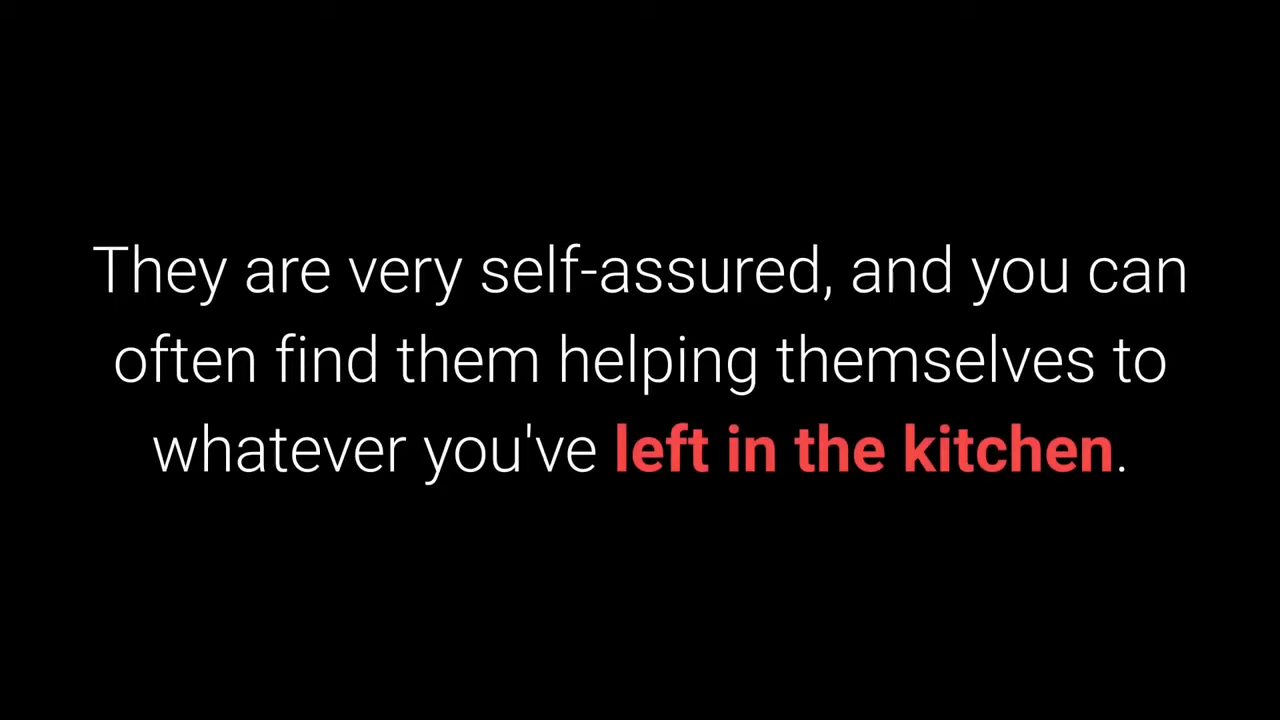 They are very self-assured, and you can
often find them helping themselves to
whatever you've left in the kitchen.